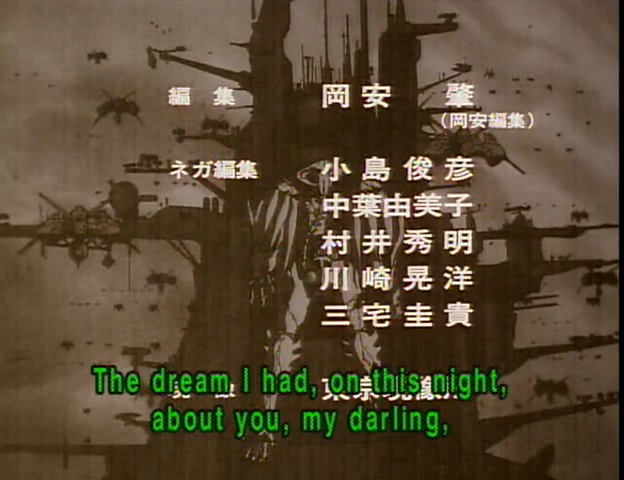 編集 岡安 肇
(岡安編集)
ネガ編集 小島俊彦
中葉由美子
村井秀明
川崎晃洋
三宅圭貴
The dream I had, on this night,
about you, my darling,